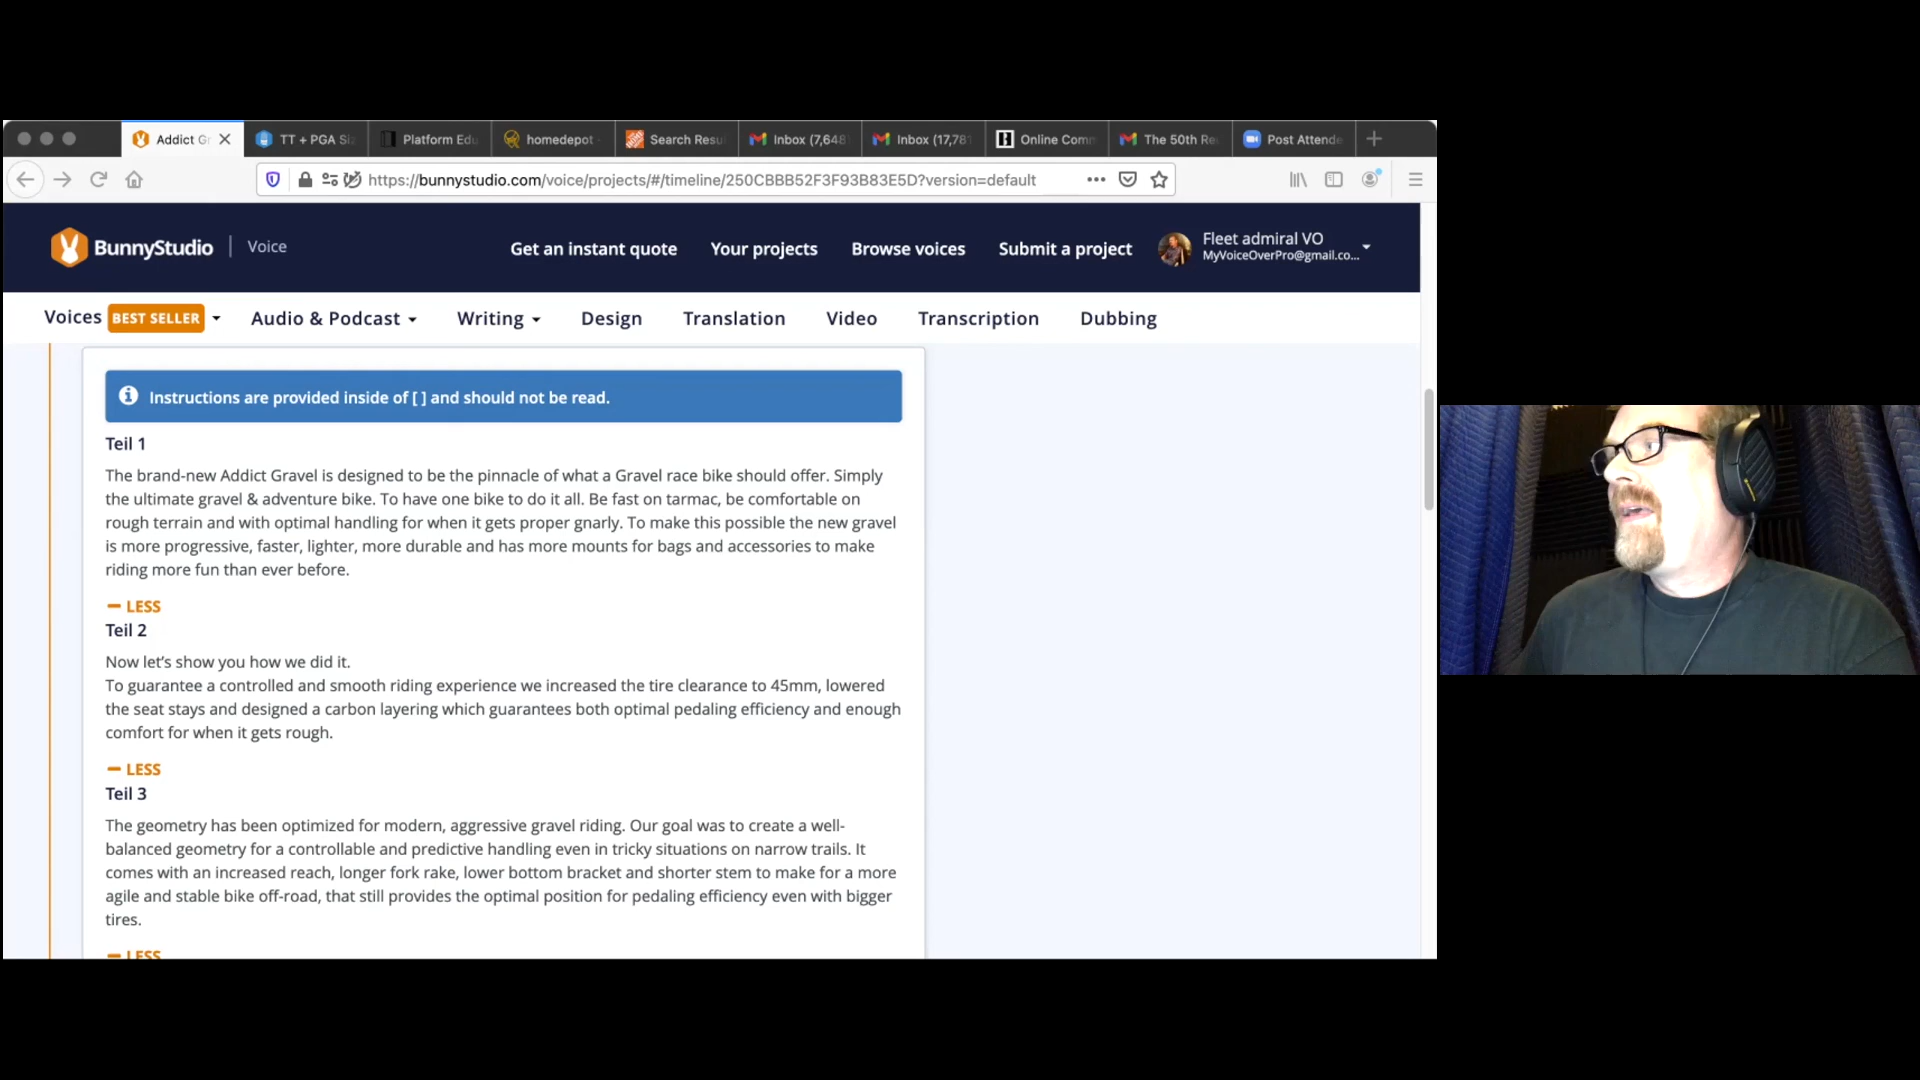 Addict Gr
TT + PGA Si
Platform Edu
homedepot
Search Resu
Inbox (7,648
Inbox (17,781
Online Com
The 50th Re
Post Attende
https://bunnystudio.com/voice/projects/#/timeline/250CBBB52F3F93B83E5D?version=default
BunnyStudio | Voice
Get an instant quote
Your projects
Browse voices
Submit a project
Fleet admiral VO
MyVoiceOverPro@gmail.co...
Voices BEST SELLER
Audio & Podcast
Writing
Design
Translation
Video
Transcription
Dubbing
Instructions are provided inside of [ ] and should not be read.
Teil 1
The brand-new Addict Gravel is designed to be the pinnacle of what a Gravel race bike should offer. Simply
the ultimate gravel & adventure bike. To have one bike to do it all. Be fast on tarmac, be comfortable on
rough terrain and with optimal handling for when it gets proper gnarly. To make this possible the new gravel
is more progressive, faster, lighter, more durable and has more mounts for bags and accessories to make
riding more fun than ever before.
LESS
Teil 2
Now let's show you how we did it.
To guarantee a controlled and smooth riding experience we increased the tire clearance to 45mm, lowered
the seat stays and designed a carbon layering which guarantees both optimal pedaling efficiency and enough
comfort for when it gets rough.
LESS
Teil 3
The geometry has been optimized for modern, aggressive gravel riding. Our goal was to create a well-
balanced geometry for a controllable and predictive handling even in tricky situations on narrow trails. It
comes with an increased reach, longer fork rake, lower bottom bracket and shorter stem to make for a more
agile and stable bike off-road, that still provides the optimal position for pedaling efficiency even with bigger
tires.
LESS